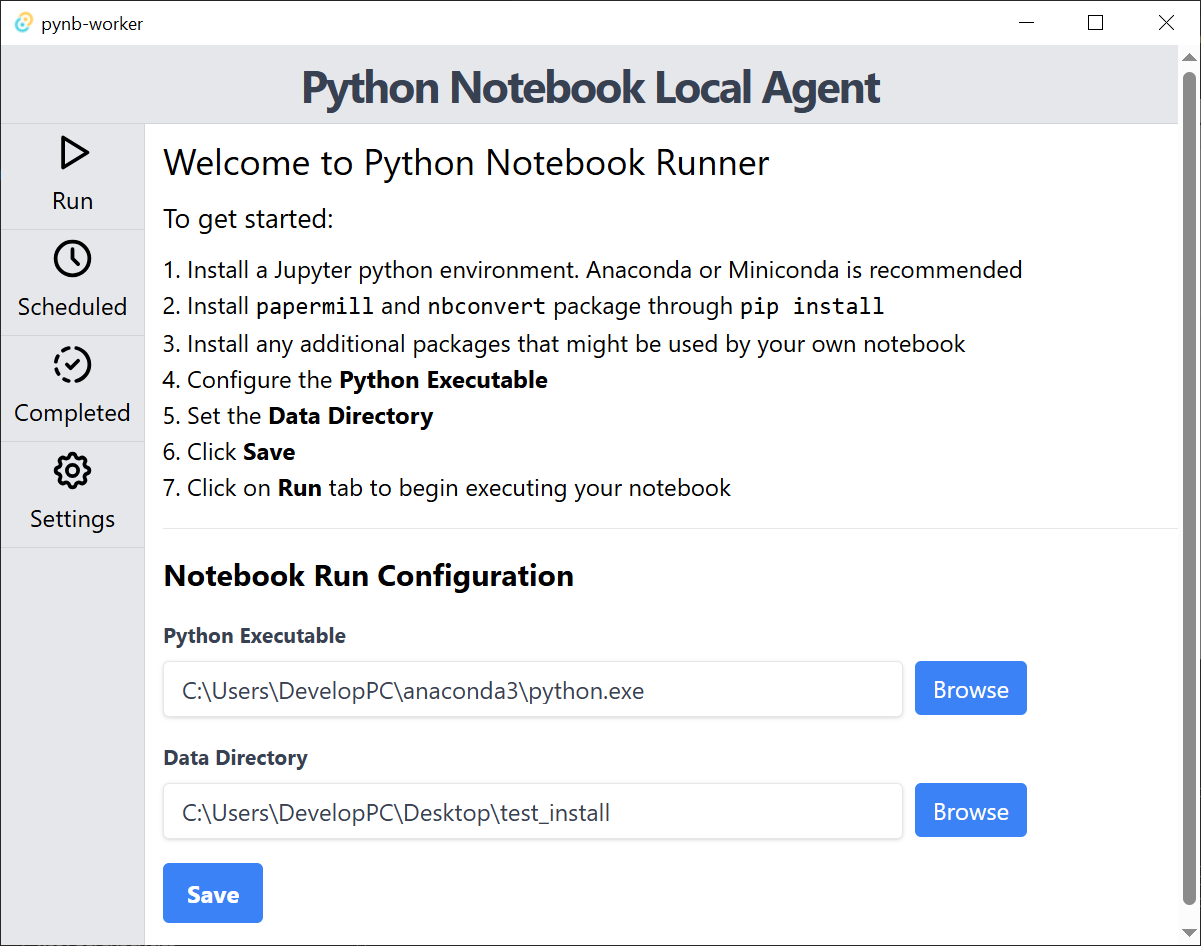 pynb-worker
Python Notebook Local Agent
Run
Scheduled
Completed
Settings
Welcome to Python Notebook Runner
To get started:
1. Install a Jupyter python environment. Anaconda or Miniconda is recommended
2. Install papermill and nbconvert package through pip install
3. Install any additional packages that might be used by your own notebook
4. Configure the Python Executable
5. Set the Data Directory
6. Click Save
7. Click on Run tab to begin executing your notebook
Notebook Run Configuration
Python Executable
C:\Users\DevelopPC\anaconda3\python.exe
Browse
Data Directory
C:\Users\DevelopPC\Desktop\test_install
Browse
Save